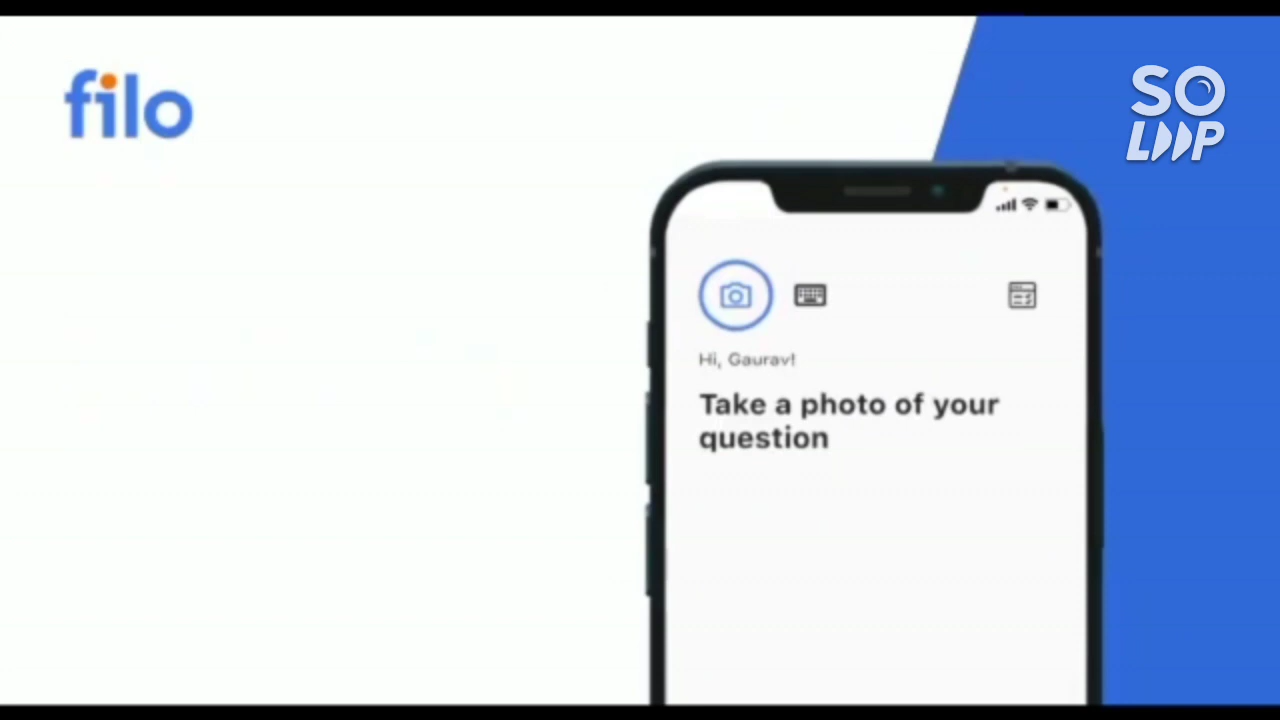 filo
SO
LOOP
Hi, Gaurav!
Take a photo of your
question